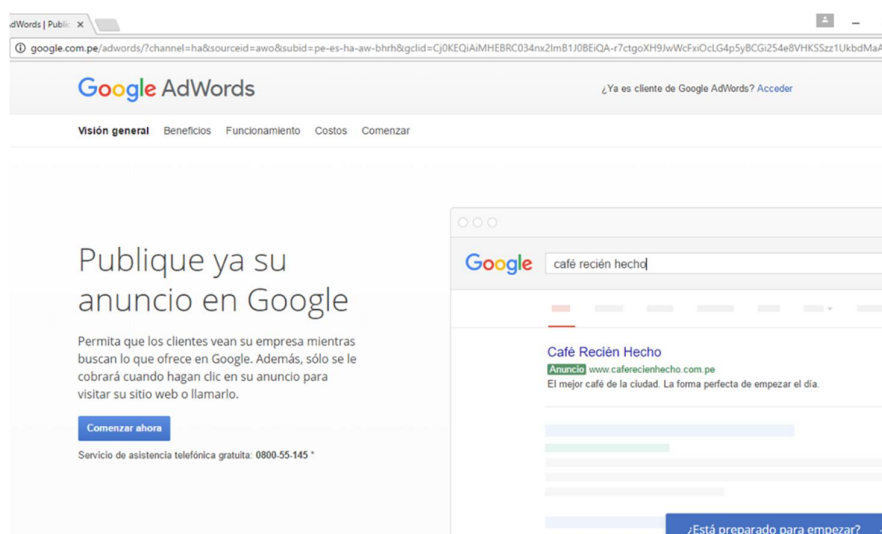 dWords | Public
google.com.pe/adwords/?channel=ha&sourceid=awo&subid=pe-es-ha-aw-bhrh&gclid=
Google AdWords
¿Ya es cliente de Google AdWords? Acceder
Visión general Beneficios Funcionamiento Costos Comenzar
Publique ya su
anuncio en Google
Permita que los clientes vean su empresa mientras
buscan lo que ofrece en Google. Además, sólo se le
cobrará cuando hagan clic en su anuncio para
visitar su sitio web o llamarlo.
Comenzar ahora
Servicio de asistencia telefónica gratuita: 0800-55-145 *
Google café recién hecho
Café Recién Hecho
Anuncio www.caferecienhecho.com.pe
El mejor café de la ciudad. La forma perfecta de empezar el día.
¿Está preparado para empezar?